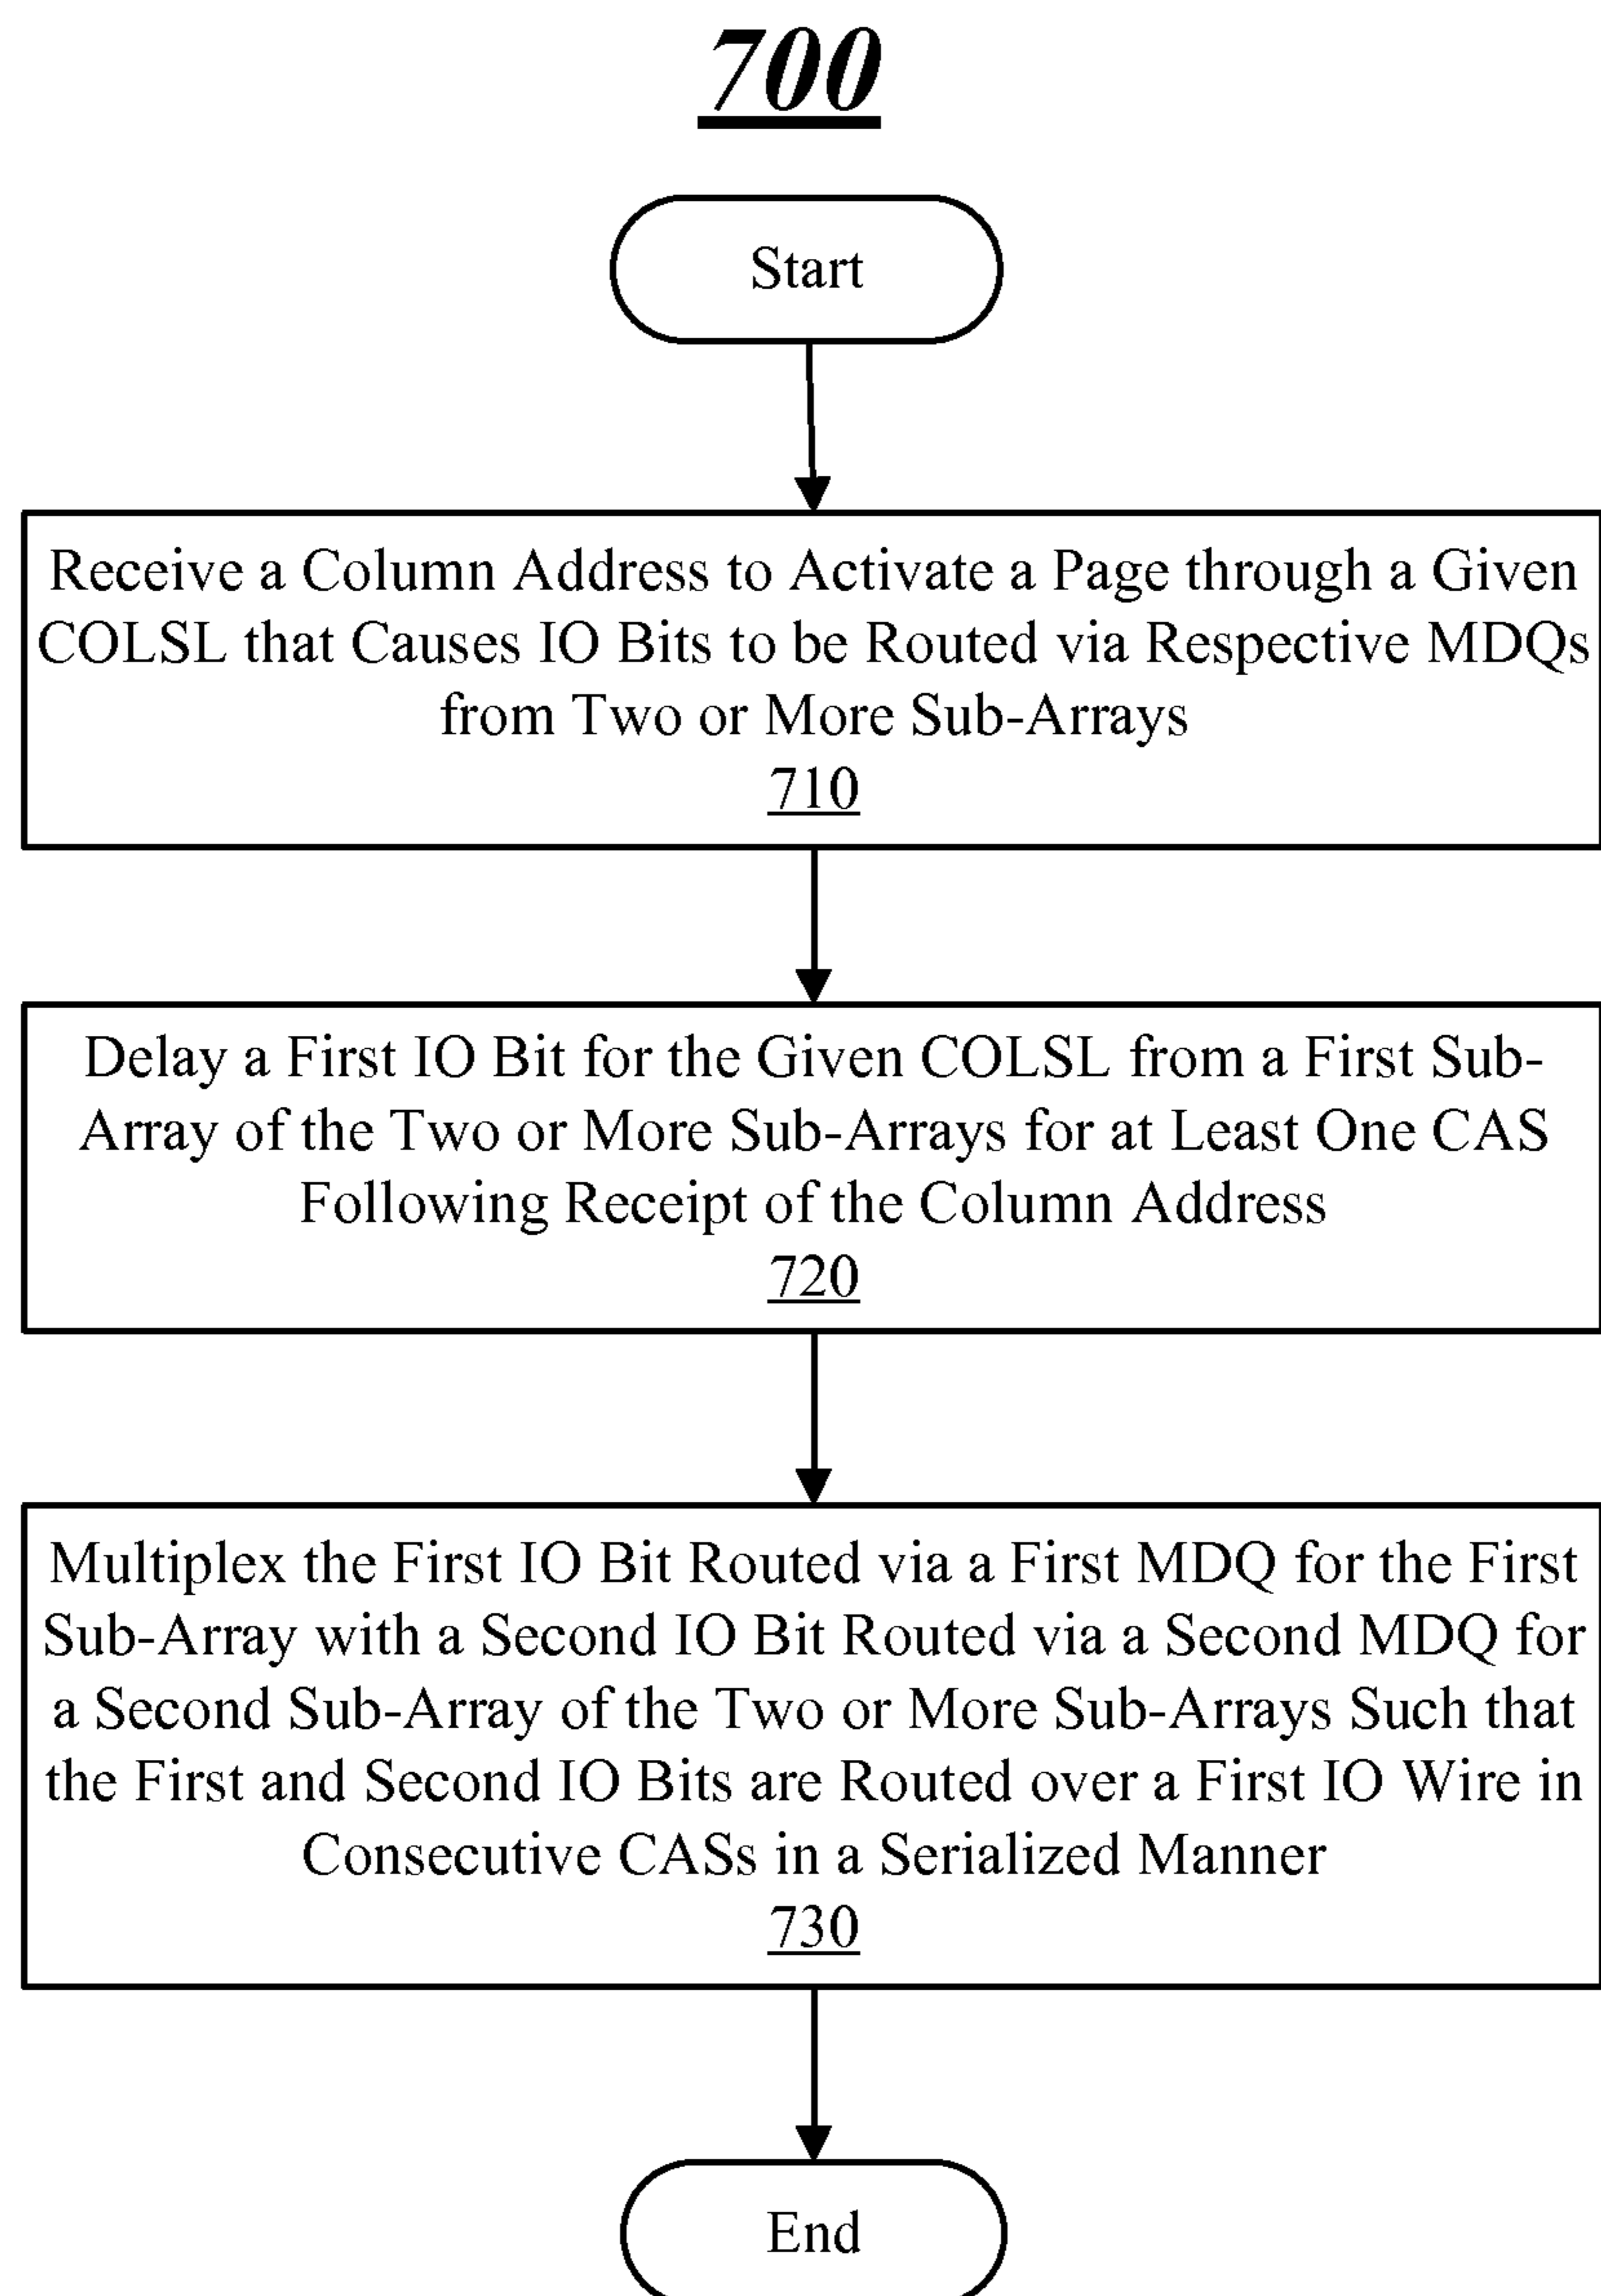 700
Start
Receive a Column Address to Activate a Page through a Given
COLSL that Causes IO Bits to be Routed via Respective MDQs
from Two or More Sub-Arrays
710
Delay a First IO Bit for the Given COLSL from a First Sub-
Array of the Two or More Sub-Arrays for at Least One CAS
Following Receipt of the Column Address
720
Multiplex the First IO Bit Routed via a First MDQ for the First
Sub-Array with a Second IO Bit Routed via a Second MDQ for
a Second Sub-Array of the Two or More Sub-Arrays Such that
the First and Second IO Bits are Routed over a First IO Wire in
Consecutive CASs in a Serialized Manner
730
End